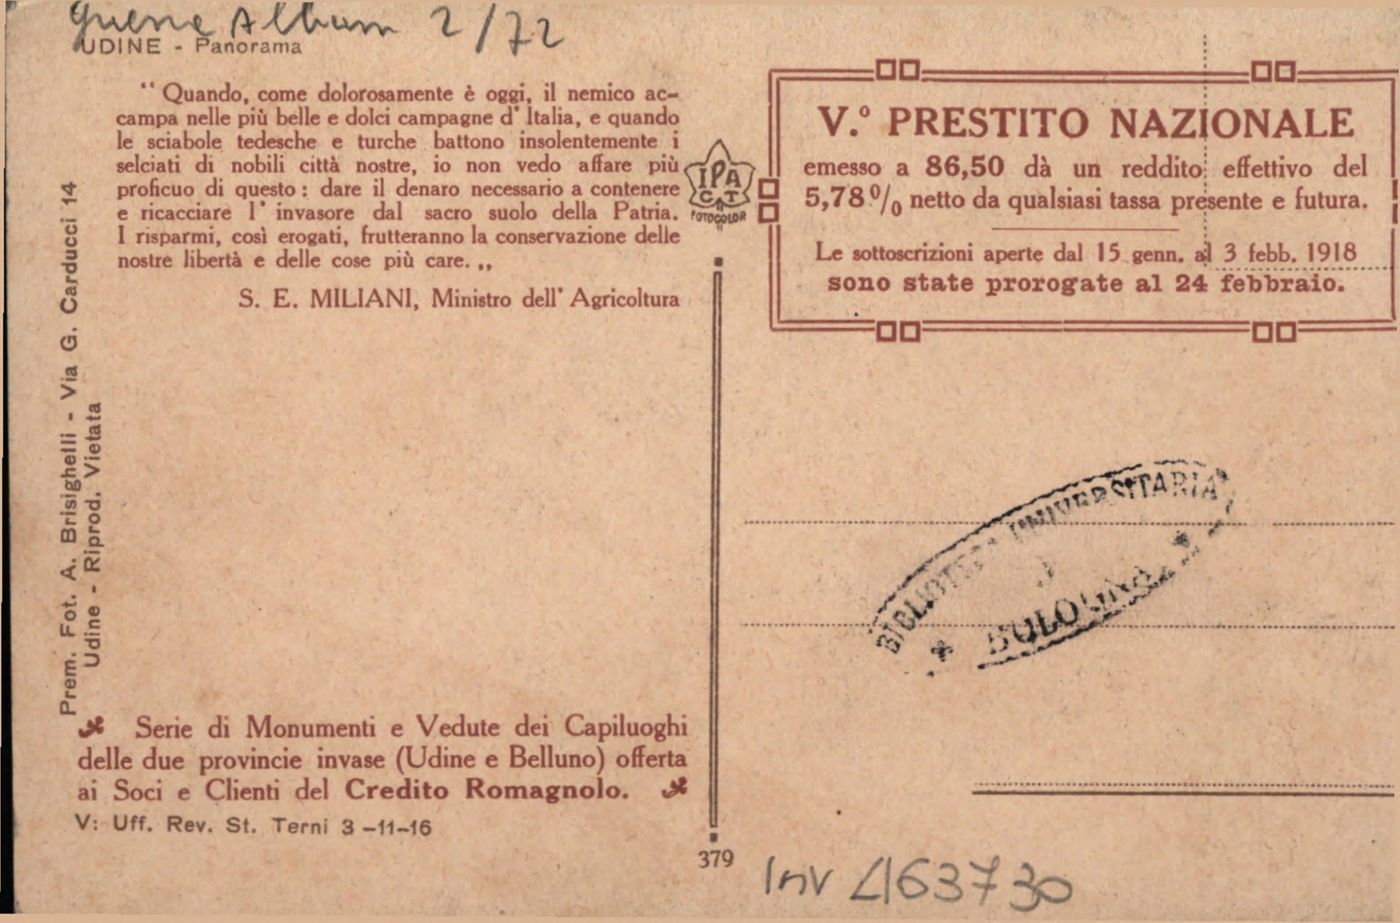 guerre Album 2/72
UDINE - Panorama
“ Quando, come dolorosamente è oggi, il nemico ac-
campa nelle più belle e dolci campagne d' Italia, e quando
le sciabole tedesche e turche battono insolentemente i
selciati di nobili città nostre, io non vedo affare più
proficuo di questo : dare il denaro necessario a contenere
e ricacciare l' invasore dal sacro suolo della Patria.
I risparmi, così erogati, frutteranno la conservazione delle
nostre libertà e delle cose più care. „
S. E. MILIANI, Ministro dell' Agricoltura
Prem. Fot. A. Brisighelli - Via G. Carducci 14
Udine - Riprod. Vietata
Serie di Monumenti e Vedute dei Capiluoghi
delle due provincie invase (Udine e Belluno) offerta
ai Soci e Clienti del Credito Romagnolo.
V: Uff. Rev. St. Terni 3 -11-16
IPA
C T
FOTOCOLOR
379
V.º PRESTITO NAZIONALE
emesso a 86,50 dà un reddito effettivo del
5,78 % netto da qualsiasi tassa presente e futura.
Le sottoscrizioni aperte dal 15 genn. al 3 febb. 1918
sono state prorogate al 24 febbraio.
BIBLIOTECA UNIVERSITARIA
* BOLOGNA *
Inv 463730